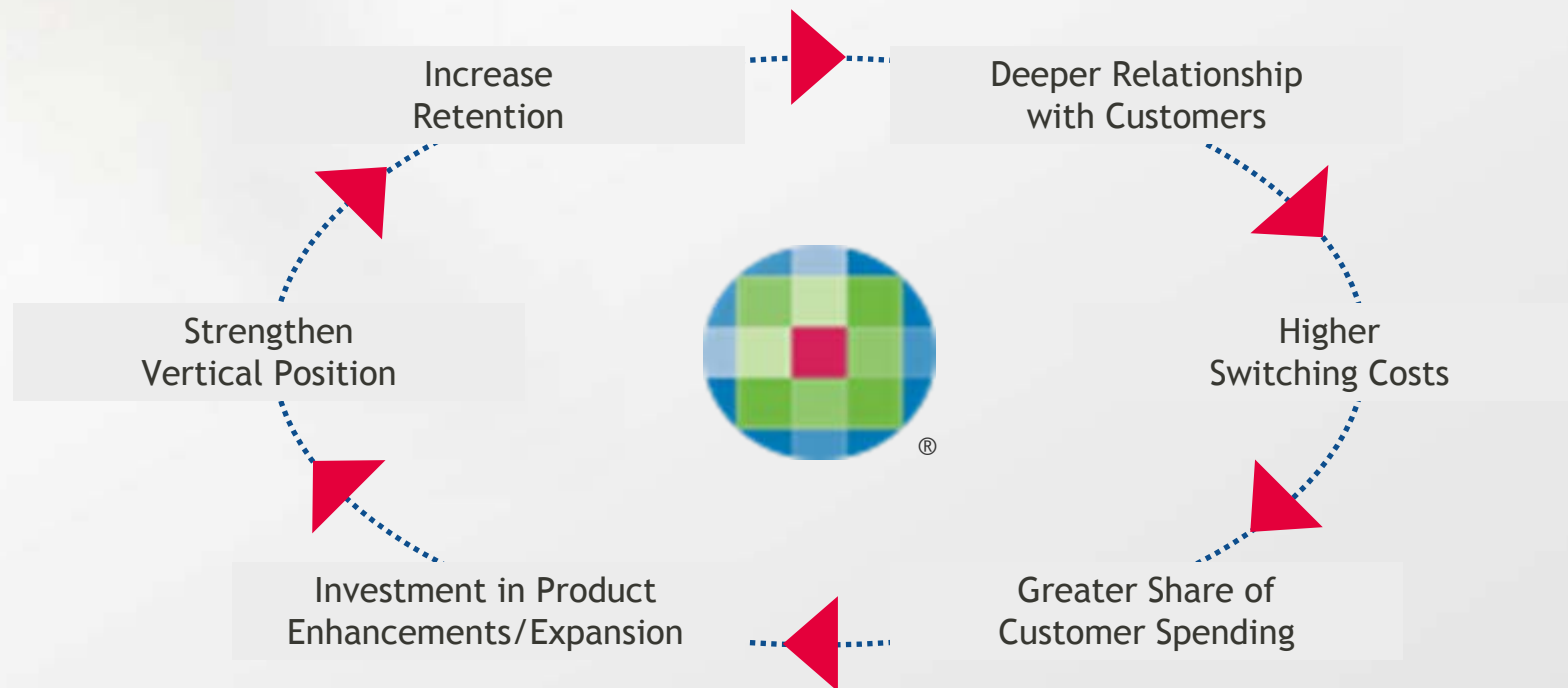 Increase
Retention
Deeper Relationship
with Customers
Strengthen
Vertical Position
Higher
Switching Costs
®
Investment in Product
Enhancements/Expansion
Greater Share of
Customer Spending